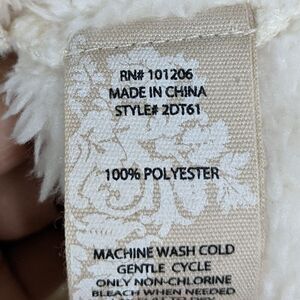 RN# 101206
MADE IN CHINA
STYLE# 2DT61
100% POLYESTER
MACHINE WASH COLD
GENTLE CYCLE
ONLY NON-CHLORINE
BLEACH WHEN NEEDED